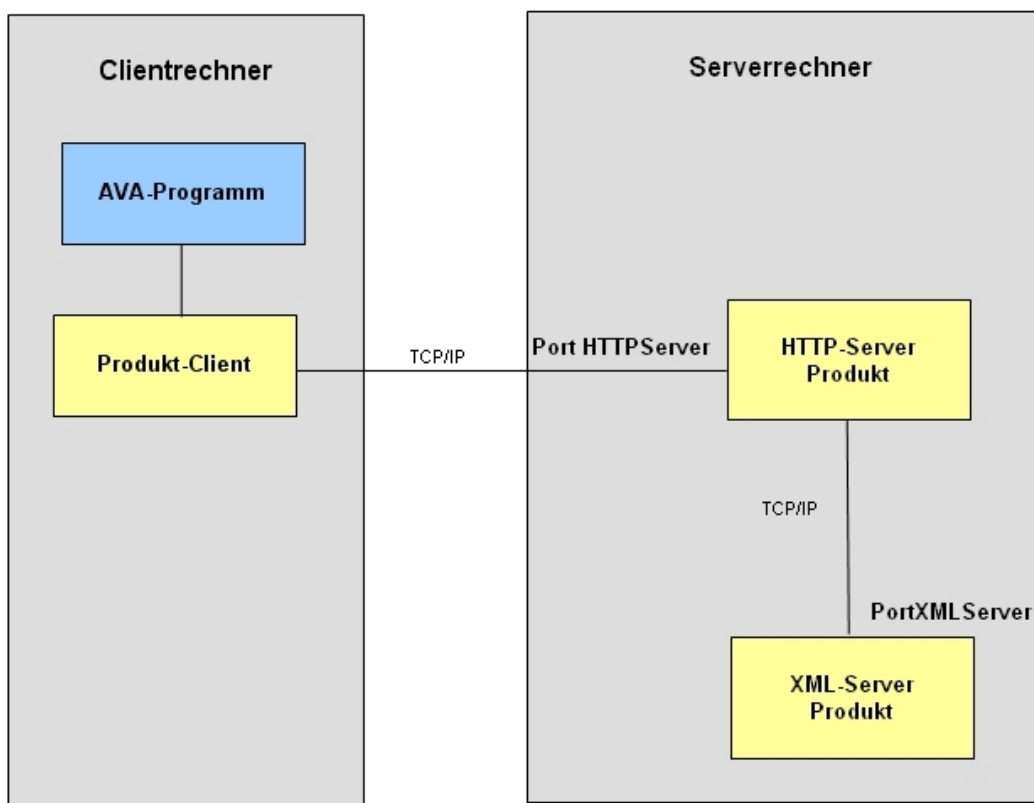 Clientrechner
AVA-Programm
Produkt-Client
TCP/IP
Serverrechner
Port HTTPServer
HTTP-Server
Produkt
TCP/IP
PortXMLServer
XML-Server
Produkt